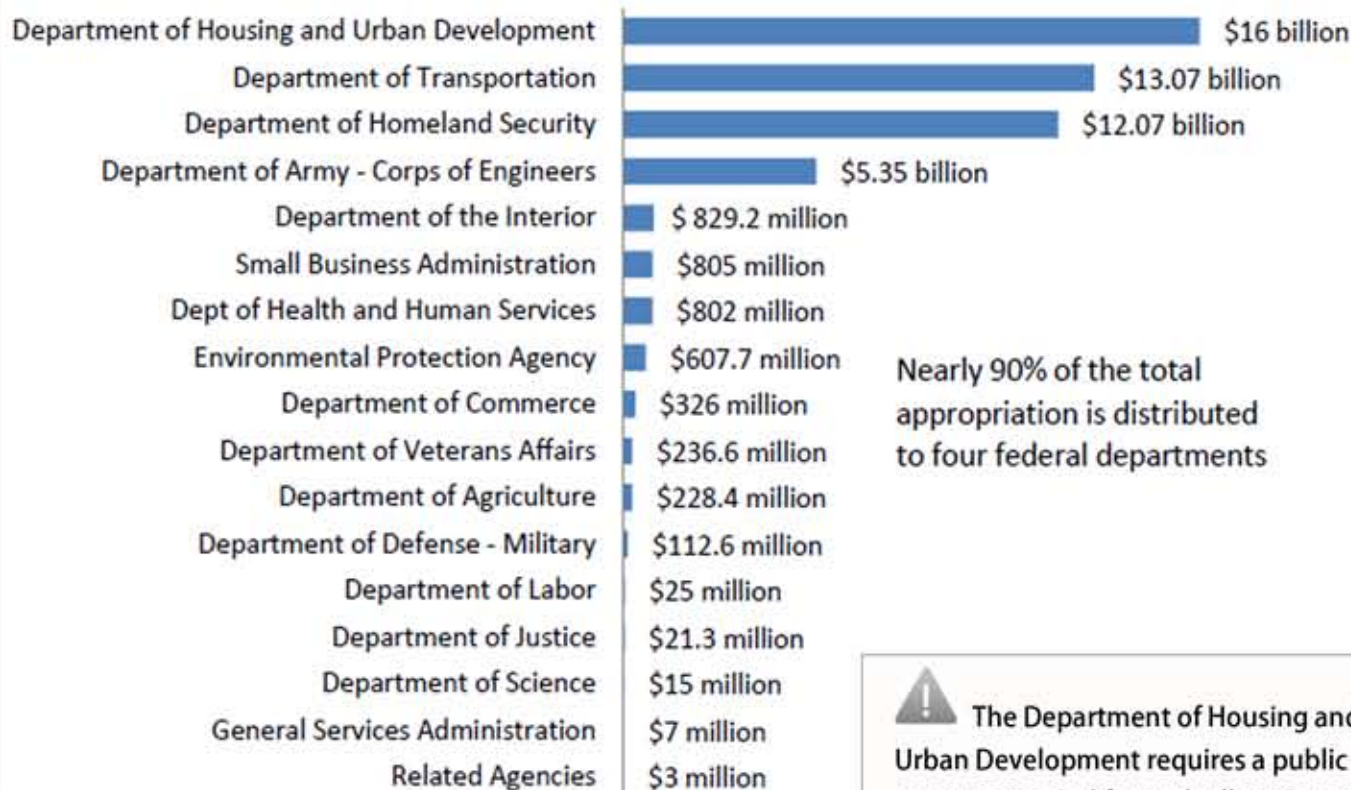 Department of Housing and Urban Development $16 billion
Department of Transportation $13.07 billion
Department of Homeland Security $12.07 billion
Department of Army - Corps of Engineers $5.35 billion
Department of the Interior $ 829.2 million
Small Business Administration $805 million
Dept of Health and Human Services $802 million
Environmental Protection Agency $607.7 million
Department of Commerce $326 million
Department of Veterans Affairs $236.6 million
Department of Agriculture $228.4 million
Department of Defense - Military $112.6 million
Department of Labor $25 million
Department of Justice $21.3 million
Department of Science $15 million
General Services Administration $7 million
Related Agencies $3 million
Nearly 90% of the total
appropriation is distributed
to four federal departments
The Department of Housing and
Urban Development requires a public